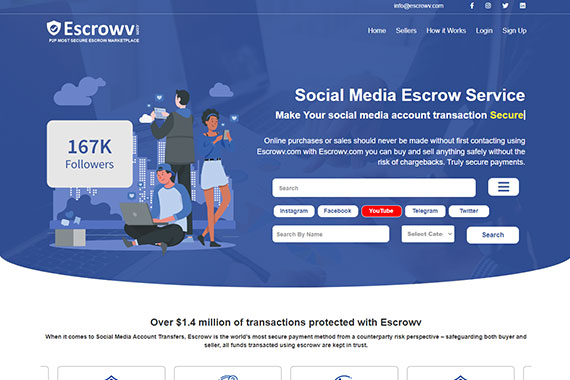 info@escrowv.com
Escrowv
.com
P2P MOST SECURE ESCROW MARKETPLACE
Home Sellers How it Works Login Sign Up
Social Media Escrow Service
Make Your social media account transaction Secure|
167K
Followers
Online purchases or sales should never be made without first contacting using
Escrowv.com with Escrowv.com you can buy and sell anything safely without the
risk of chargebacks. Truly secure payments.
Search
Instagram Facebook YouTube Telegram Twitter
Search By Name Select Cate Search
Over $1.4 million of transactions protected with Escrowv
When it comes to Social Media Account Transfers, Escrowv is the world's most secure payment method from a counterparty risk perspective – safeguarding both buyer and
seller, all funds transacted using escrow are kept in trust.